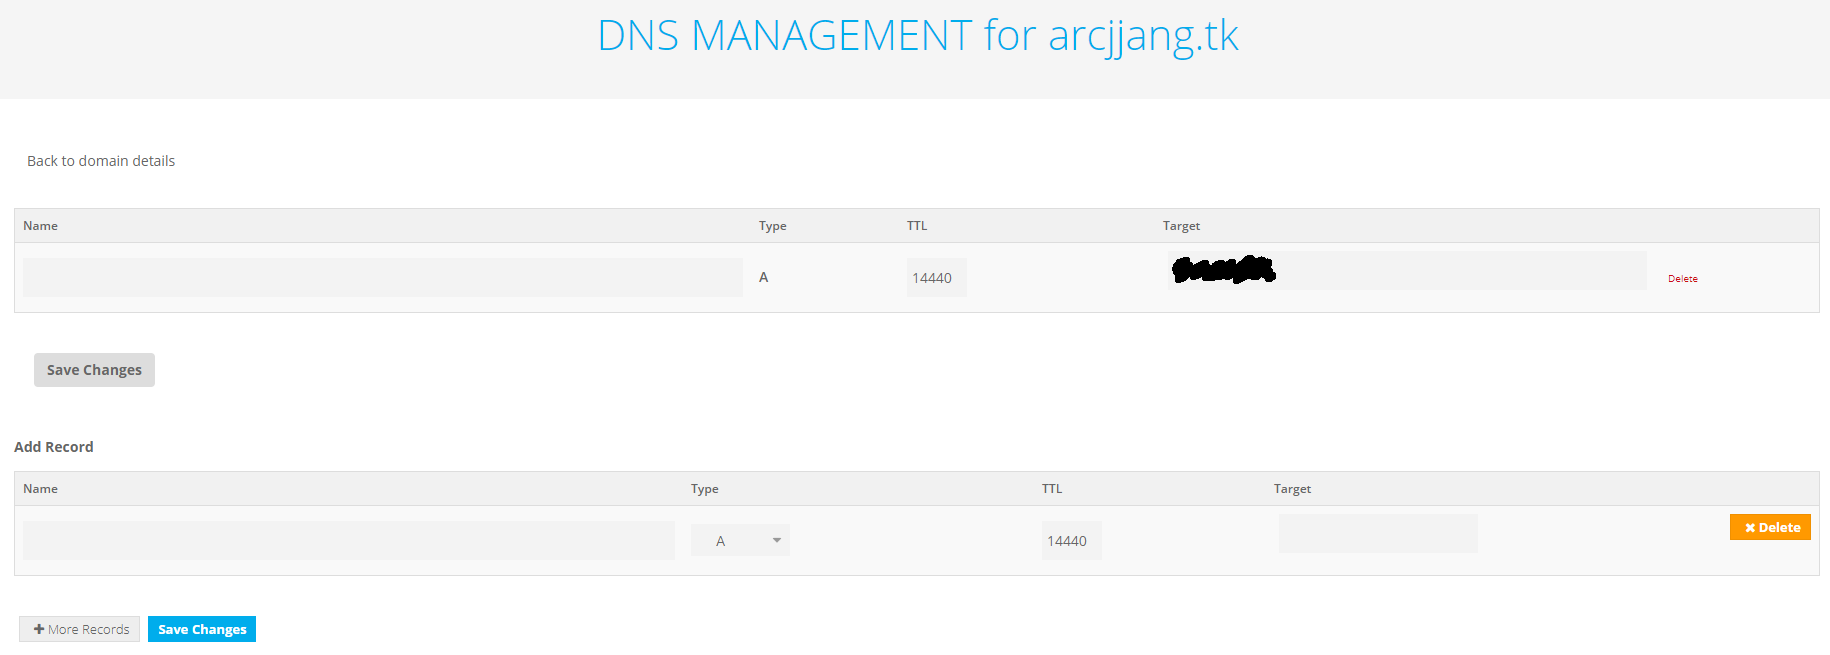 DNS MANAGEMENT for arcjjang.tk
Back to domain details
Name Type TTL Target
A 14440 Delete
Save Changes
Add Record
Name Type TTL Target
A 14440 Delete
More Records Save Changes